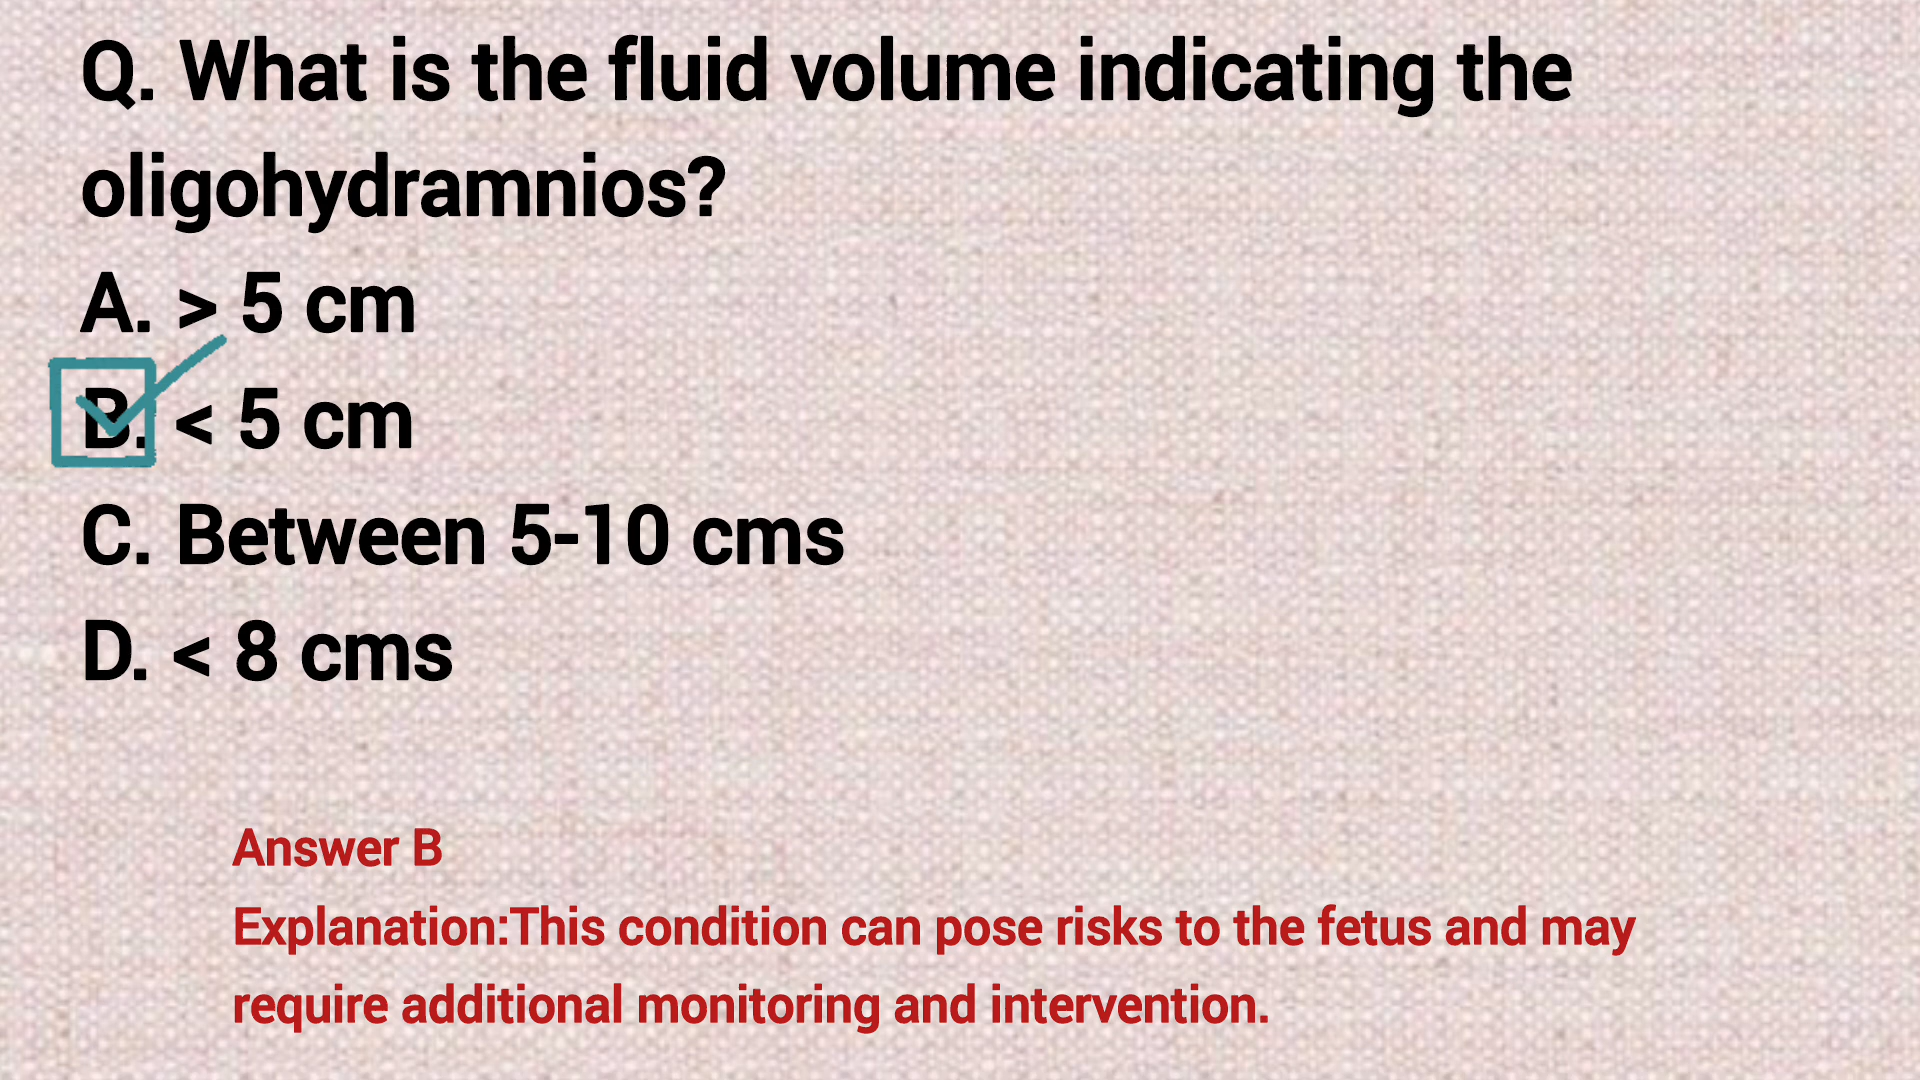 Q. What is the fluid volume indicating the
oligohydramnios?
A. > 5 cm
B. < 5 cm
C. Between 5-10 cms
D. < 8 cms
Answer B
Explanation:This condition can pose risks to the fetus and may
require additional monitoring and intervention.